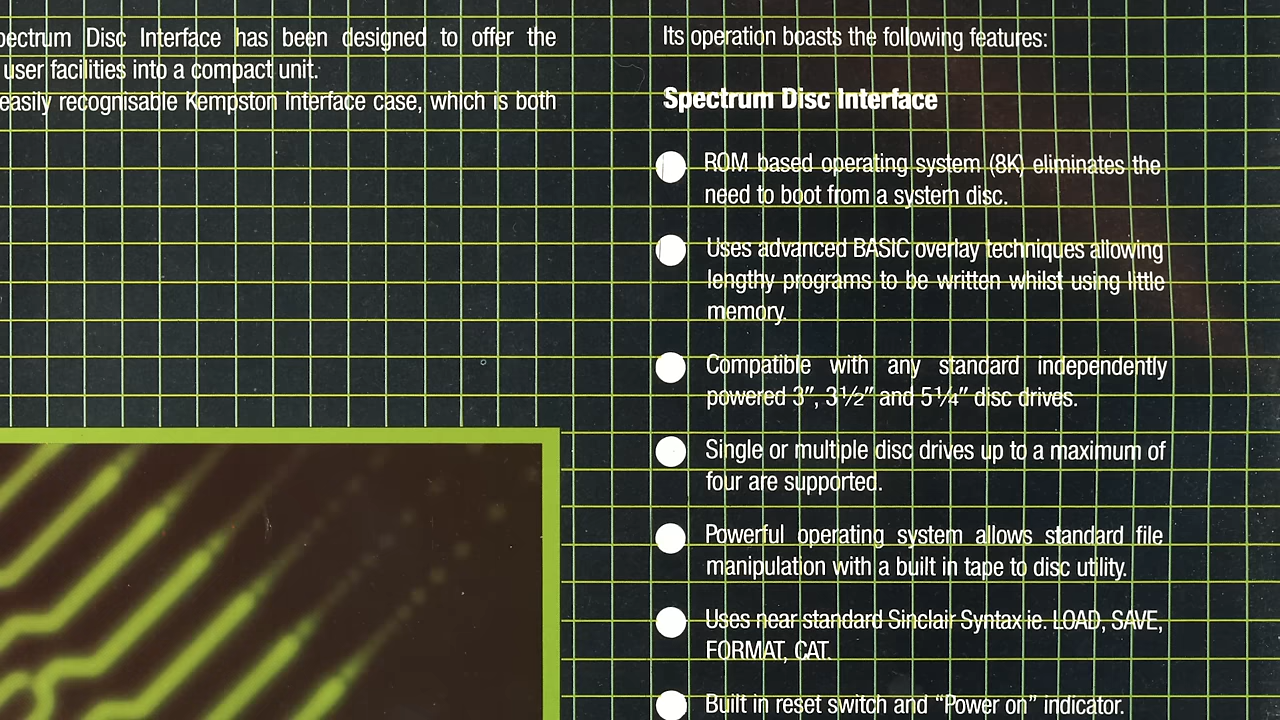 pectrum Disc Interface has been designed to offer the
user facilities into a compact unit.
easily recognisable Kempston Interface case, which is both
Its operation boasts the following features:
Spectrum Disc Interface
ROM based operating system (8K) eliminates the
need to boot from a system disc.
Uses advanced BASIC overlay techniques allowing
lengthy programs to be written whilst using little
memory.
Compatible with any standard independently
powered 3″, 3½″ and 5¼″ disc drives.
Single or multiple disc drives up to a maximum of
four are supported.
Powerful operating system allows standard file
manipulation with a built in tape to disc utility.
Uses near standard Sinclair Syntax ie. LOAD, SAVE,
FORMAT, CAT.
Built in reset switch and “Power on” indicator.